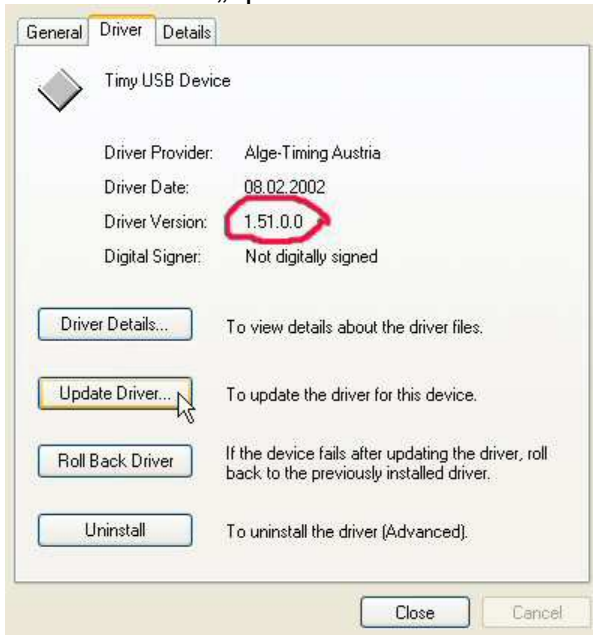 General Driver Details
Timy USB Device
Driver Provider: Alge-Timing Austria
Driver Date: 08.02.2002
Driver Version: 1.51.0.0
Digital Signer: Not digitally signed
Driver Details... To view details about the driver files.
Update Driver... To update the driver for this device.
Roll Back Driver If the device fails after updating the driver, roll
back to the previously installed driver.
Uninstall To uninstall the driver (Advanced).
Close Cancel